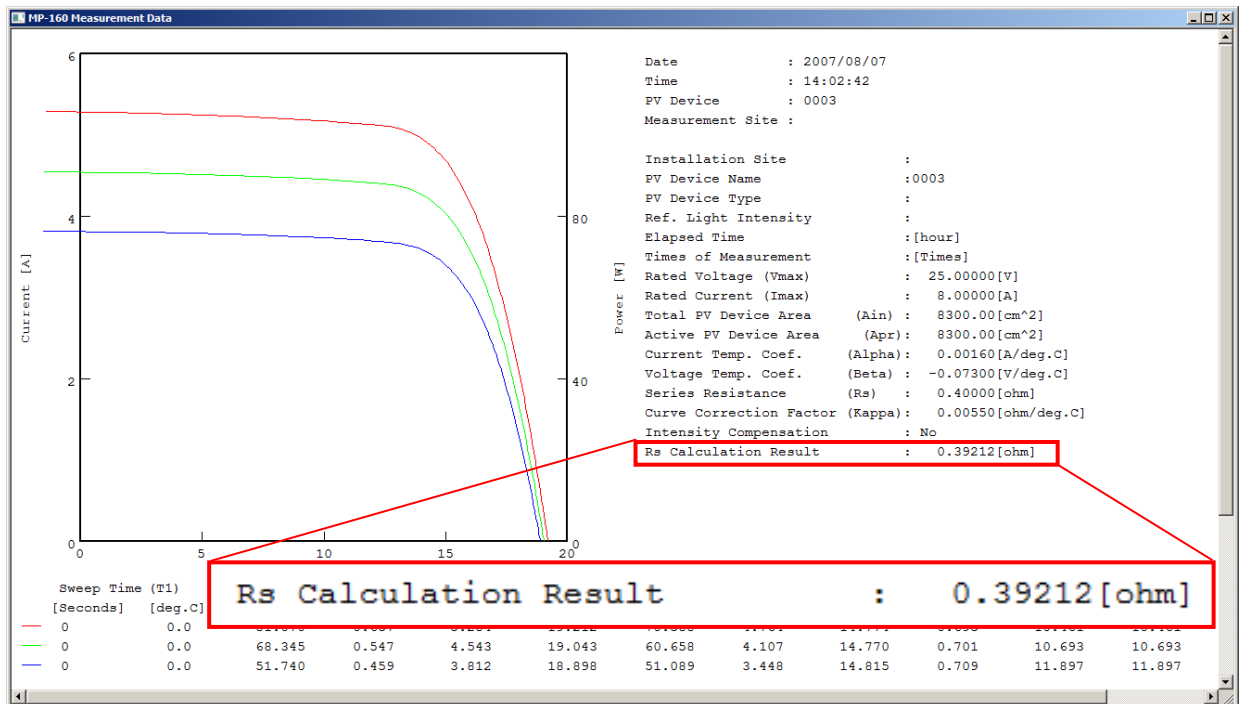 MP-160 Measurement Data
6
4
2
0
Current [A]
0 5 10 15 20
80
40
0
Power [W]
Date : 2007/08/07
Time : 14:02:42
PV Device : 0003
Measurement Site :
Installation Site :
PV Device Name :0003
PV Device Type :
Ref. Light Intensity :
Elapsed Time :[hour]
Times of Measurement :[Times]
Rated Voltage (Vmax) : 25.00000[V]
Rated Current (Imax) : 8.00000[A]
Total PV Device Area (Ain) : 8300.00[cm^2]
Active PV Device Area (Apr): 8300.00[cm^2]
Current Temp. Coef. (Alpha): 0.00160[A/deg.C]
Voltage Temp. Coef. (Beta) : -0.07300[V/deg.C]
Series Resistance (Rs) : 0.40000[ohm]
Curve Correction Factor (Kappa): 0.00550[ohm/deg.C]
Intensity Compensation : No
Rs Calculation Result : 0.39212[ohm]
Rs Calculation Result : 0.39212[ohm]
Sweep Time (T1)
[Seconds] [deg.C]
0 0.0
0 0.0 68.345 0.547 4.543 19.043 60.658 4.107 14.770 0.701 10.693 10.693
0 0.0 51.740 0.459 3.812 18.898 51.089 3.448 14.815 0.709 11.897 11.897